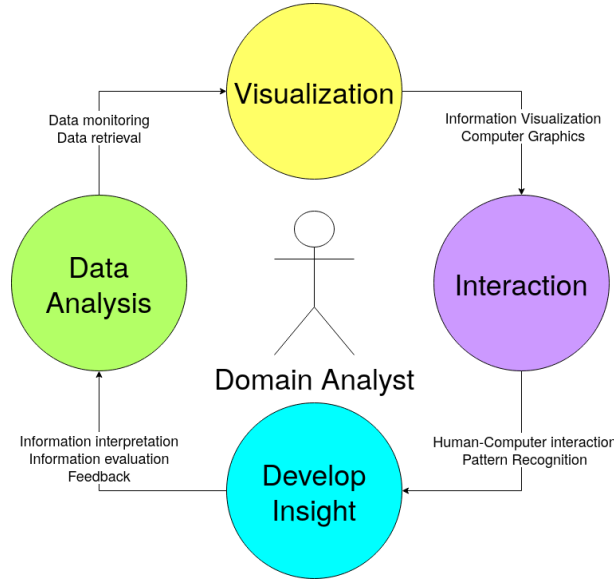 Visualization
Data monitoring
Data retrieval
Information Visualization
Computer Graphics
Data
Analysis
Interaction
Domain Analyst
Information interpretation
Information evaluation
Feedback
Human-Computer interaction
Pattern Recognition
Develop
Insight